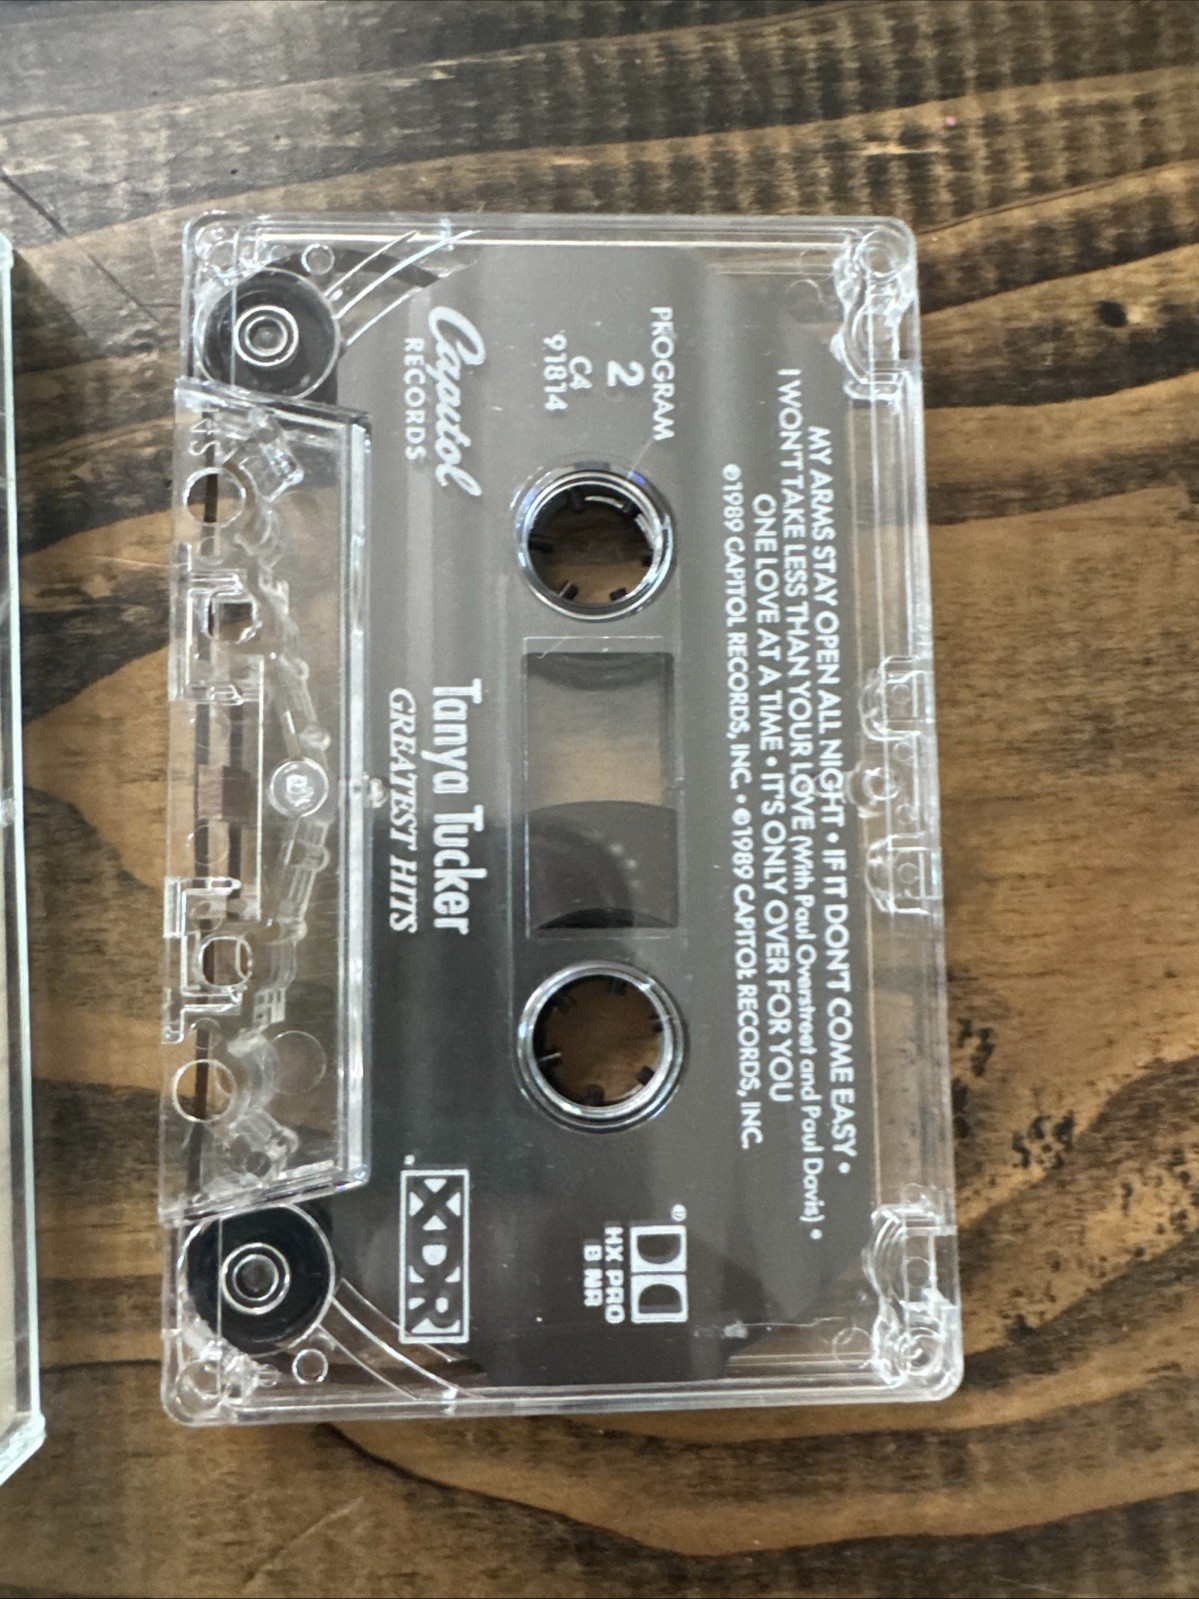 MY ARMS STAY OPEN ALL NIGHT • IF IT DON'T COME EASY •
I WON'T TAKE LESS THAN YOUR LOVE (With Paul Overstreet and Paul Davis) •
ONE LOVE AT A TIME • IT'S ONLY OVER FOR YOU
℗1989 CAPITOL RECORDS, INC. • ©1989 CAPITOL RECORDS, INC.
PROGRAM
2
C4
91814
HX PRO
B NR
Capitol
RECORDS
Tanya Tucker
GREATEST HITS
XDR